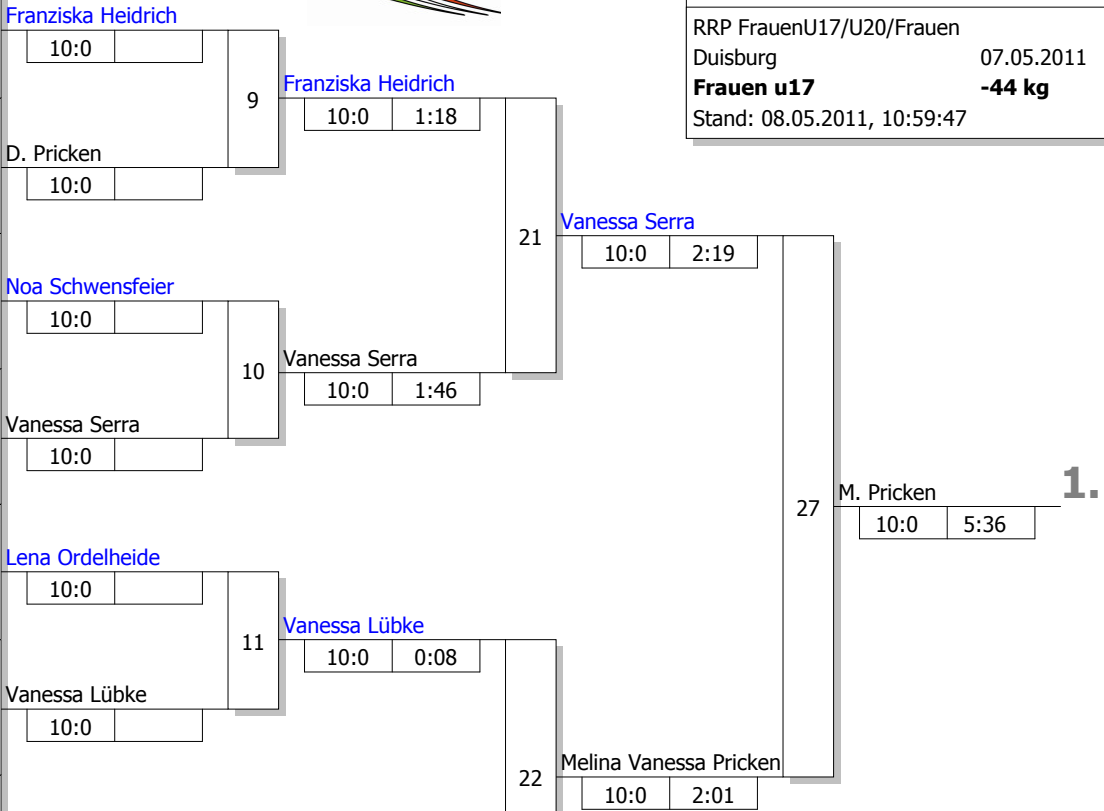 Franziska Heidrich
10:0
RRP FrauenU17/U20/Frauen
Duisburg 07.05.2011
Frauen u17 -44 kg
Stand: 08.05.2011, 10:59:47
9
Franziska Heidrich
10:0 1:18
D. Pricken
10:0
21
Vanessa Serra
10:0 2:19
Noa Schwensfeier
10:0
10
Vanessa Serra
10:0 1:46
Vanessa Serra
10:0
27
M. Pricken
1.
10:0 5:36
Lena Ordelheide
10:0
11
Vanessa Lübke
10:0 0:08
Vanessa Lübke
10:0
22
Melina Vanessa Pricken
10:0 2:01